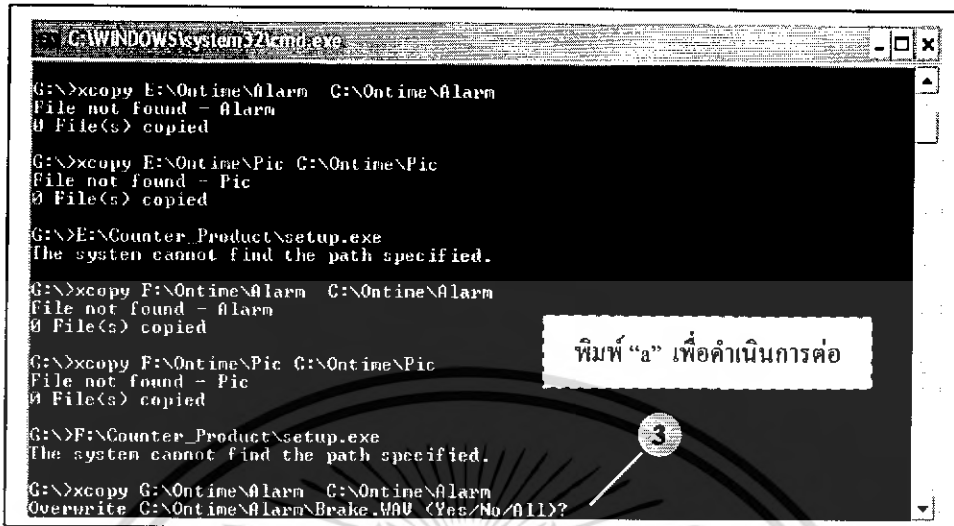 C:\WINDOWS\system32\cmd.exe
G:\>xcopy E:\Ontime\Alarm  C:\Ontime\Alarm
File not found - Alarm
0 File(s) copied
G:\>xcopy E:\Ontime\Pic C:\Ontime\Pic
File not found - Pic
0 File(s) copied
G:\>E:\Counter_Product\setup.exe
The system cannot find the path specified.
G:\>xcopy F:\Ontime\Alarm  C:\Ontime\Alarm
File not found - Alarm
0 File(s) copied
G:\>xcopy F:\Ontime\Pic C:\Ontime\Pic
File not found - Pic
0 File(s) copied
พิมพ์ “a” เพื่อดำเนินการต่อ
G:\>F:\Counter_Product\setup.exe
The system cannot find the path specified.
3
G:\>xcopy G:\Ontime\Alarm  C:\Ontime\Alarm
Overwrite C:\Ontime\Alarm\Brake.WAV (Yes/No/All)?